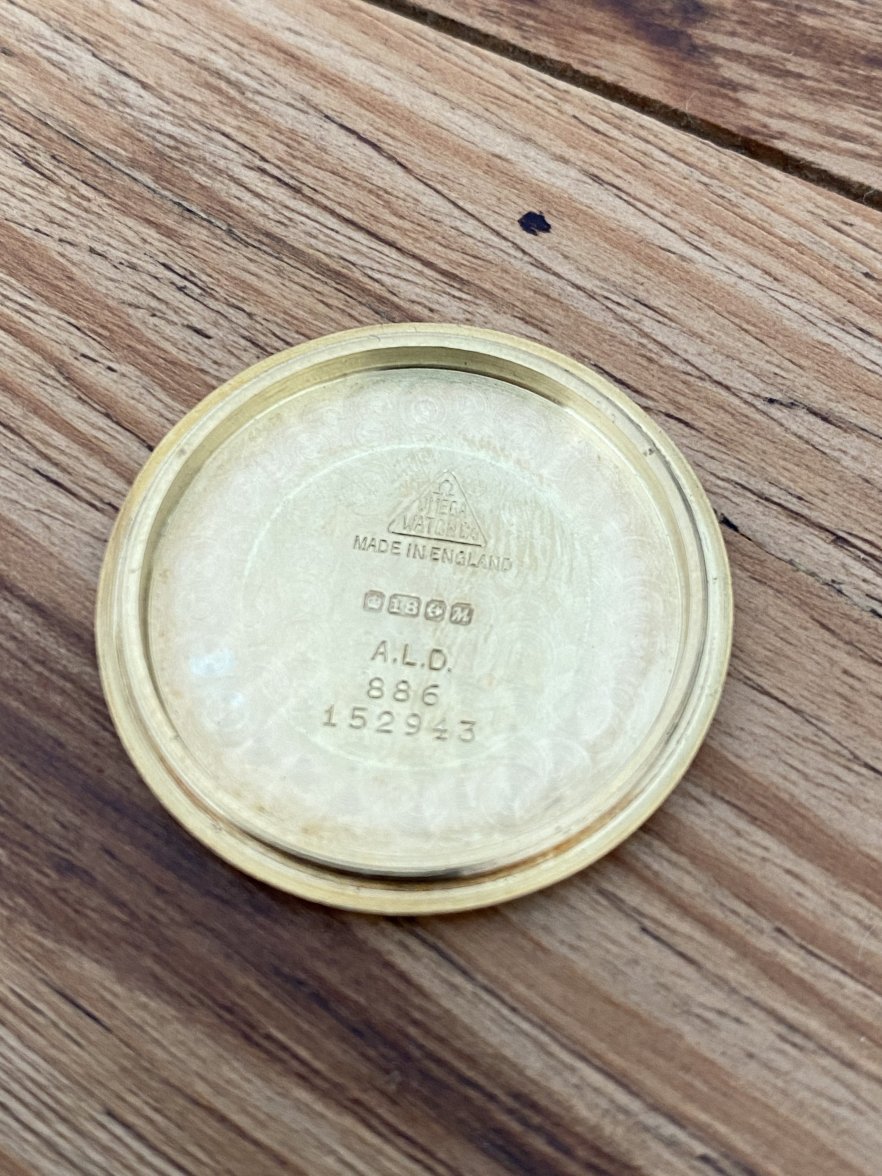 Ω
OMEGA
WATCH Co
MADE IN ENGLAND
18
A.L.D.
886
152943